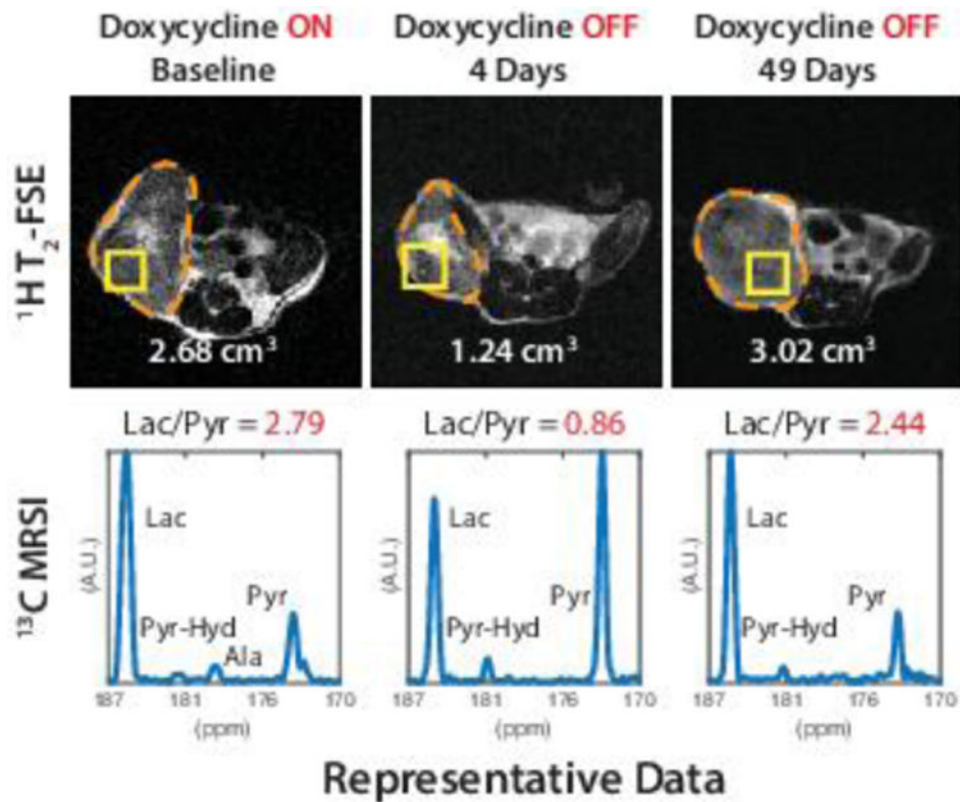 Doxycycline ON Doxycycline OFF Doxycycline OFF
Baseline 4 Days 49 Days
¹H T₂-FSE
2.68 cm³ 1.24 cm³ 3.02 cm³
Lac/Pyr = 2.79 Lac/Pyr = 0.86 Lac/Pyr = 2.44
¹³C MRSI
(A.U.) Lac Pyr-Hyd Ala Pyr
187 181 176 170
(ppm)
(A.U.) Lac Pyr-Hyd Pyr
187 181 176 170
(ppm)
(A.U.) Lac Pyr-Hyd Pyr
187 181 176 170
(ppm)
Representative Data